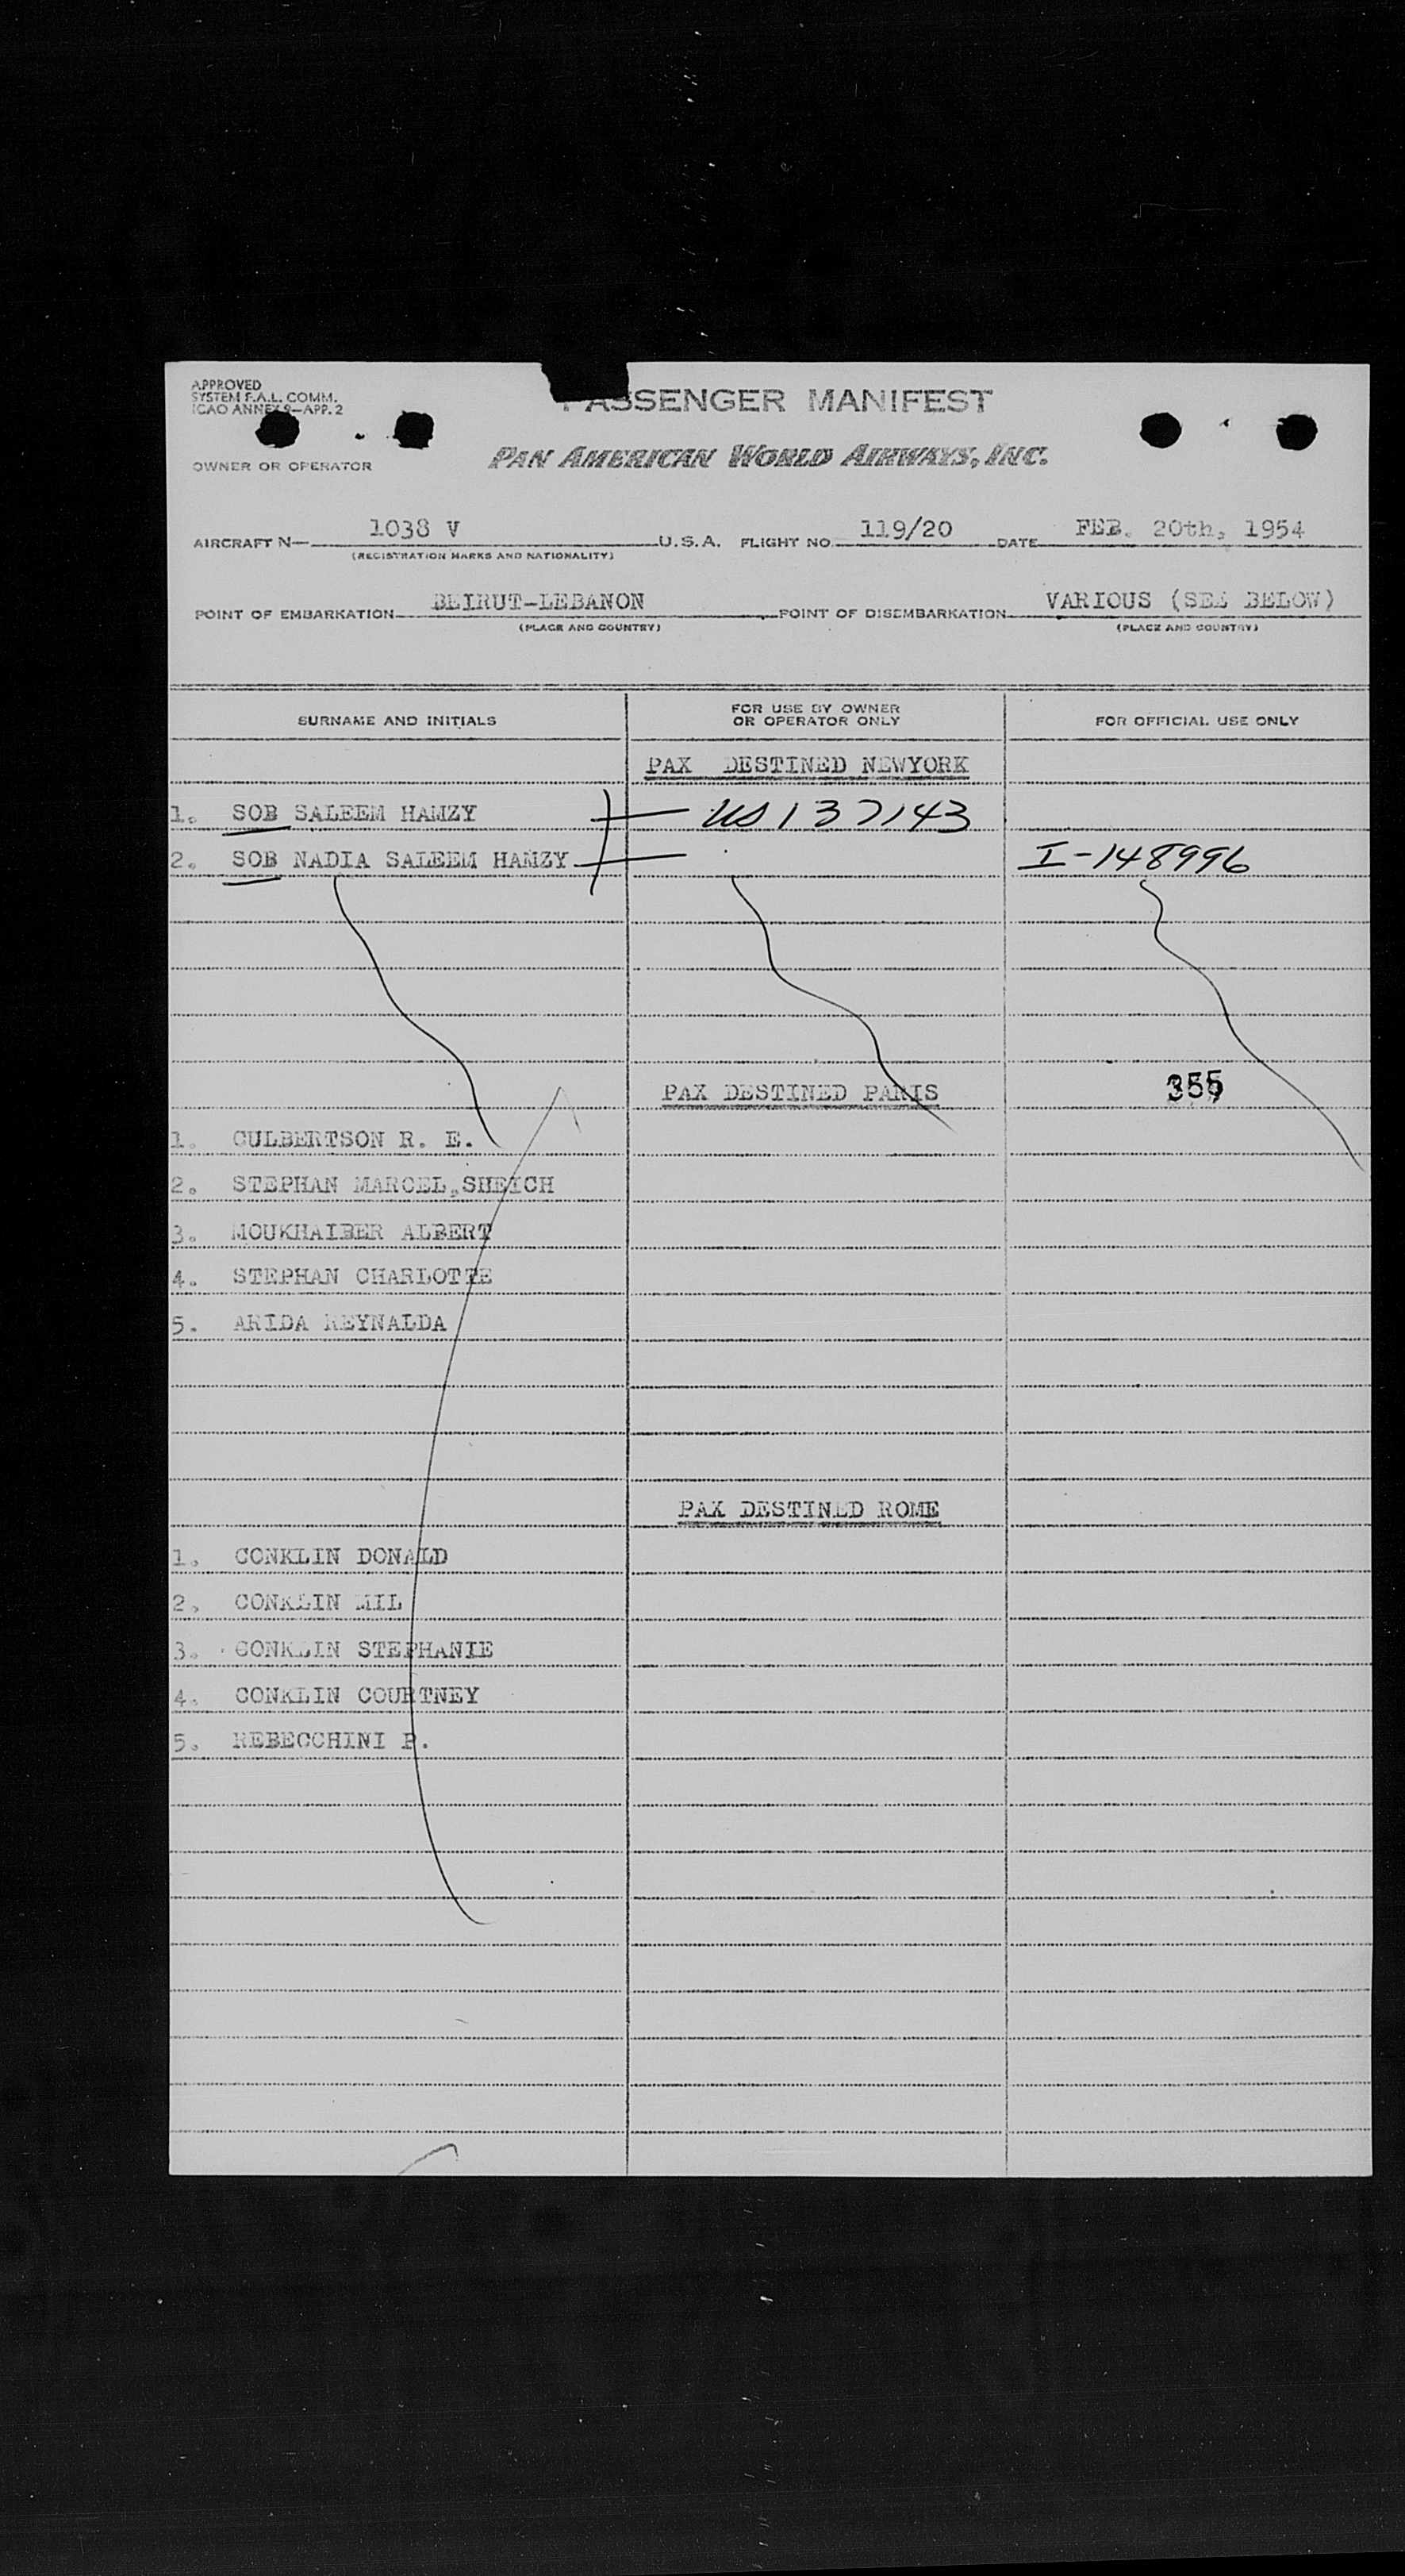 APPROVED
SYSTEM F.A.L. COMM.
ICAO ANNEX 9—APP. 2
PASSENGER MANIFEST
OWNER OR OPERATOR PAN AMERICAN WORLD AIRWAYS, INC.
AIRCRAFT N— 1038 V U.S.A. FLIGHT NO. 119/20 DATE FEB. 20th, 1954
(REGISTRATION MARKS AND NATIONALITY)
POINT OF EMBARKATION BEIRUT-LEBANON POINT OF DISEMBARKATION VARIOUS (SEE BELOW)
(PLACE AND COUNTRY) (PLACE AND COUNTRY)
SURNAME AND INITIALS FOR USE BY OWNER OR OPERATOR ONLY FOR OFFICIAL USE ONLY
PAX DESTINED NEWYORK
1. SOB SALEEM HAMZY US 137143
2. SOB NADIA SALEEM HAMZY I-148996
PAX DESTINED PARIS 355
1. CULBERTSON R. E.
2. STEPHAN MARCEL,SHEICH
3. MOUKHAIBER ALBERT
4. STEPHAN CHARLOTTE
5. ARIDA REYNALDA
PAX DESTINED ROME
1. CONKLIN DONALD
2. CONKLIN MIL
3. CONKLIN STEPHANIE
4. CONKLIN COURTNEY
5. REBECCHINI P.